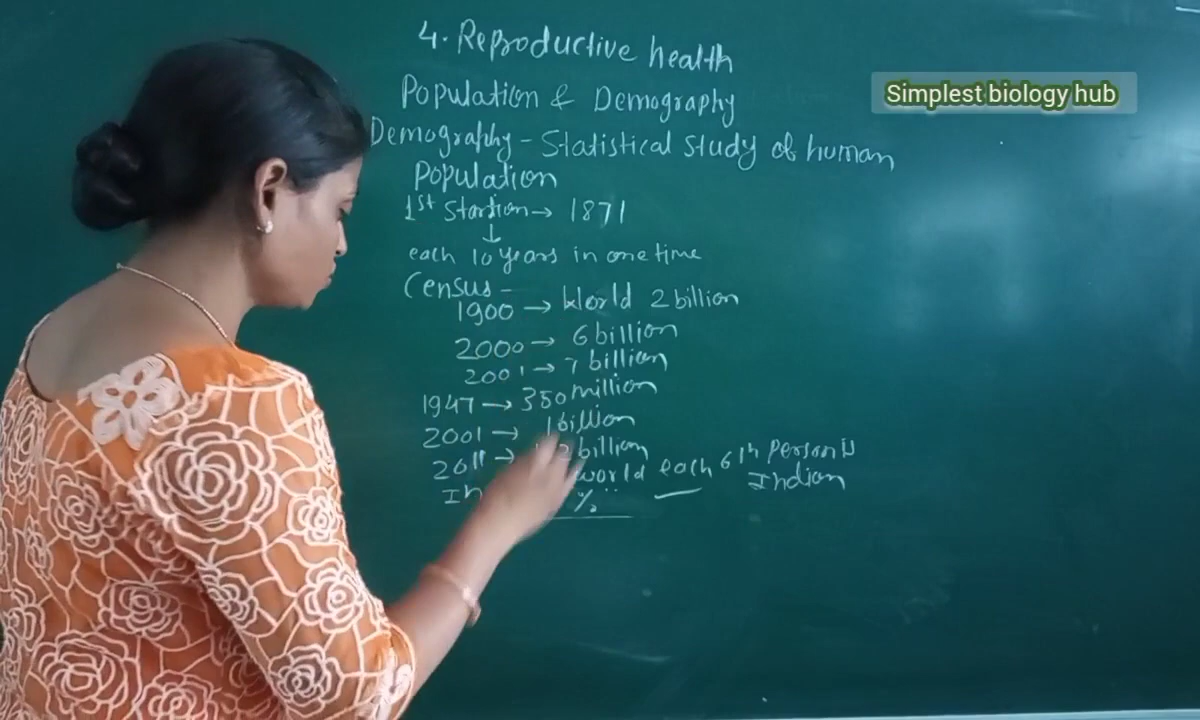 4. Reproductive health
Population & Demography
Simplest biology hub
Demography - Statistical study of human
Population
1st Startion → 1871
↓
each 10 years in one time
Census -
1900 → World 2 billion
2000 → 6 billion
2001 → 7 billion
1947 → 350 million
2001 → 1 billion
2011 → billion
world each 6th person is
Indian
%